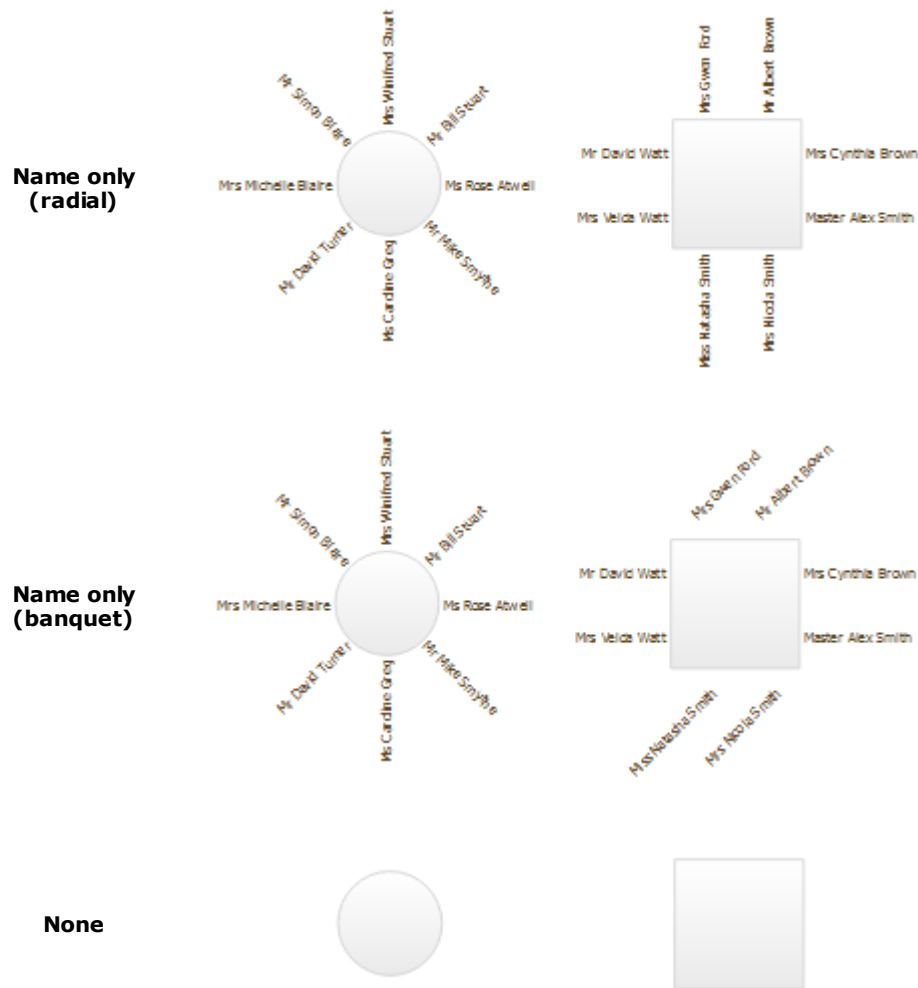 Name only
(radial)
Mrs Winifred Stuart
Mr Simon Blaire
Mr Bill Stuart
Mrs Michelle Blaire
Ms Rose Atwell
Mr David Turner
Mr Mike Smythe
Ms Caroline Greg
Mrs Gwen Ford
Mr Albert Brown
Mr David Watt
Mrs Cynthia Brown
Mrs Velda Watt
Master Alex Smith
Miss Natasha Smith
Mrs Nicola Smith
Name only
(banquet)
Mrs Winifred Stuart
Mr Simon Blaire
Mr Bill Stuart
Mrs Michelle Blaire
Ms Rose Atwell
Mr David Turner
Mr Mike Smythe
Ms Caroline Greg
Mrs Gwen Ford
Mr Albert Brown
Mr David Watt
Mrs Cynthia Brown
Mrs Velda Watt
Master Alex Smith
Miss Natasha Smith
Mrs Nicola Smith
None